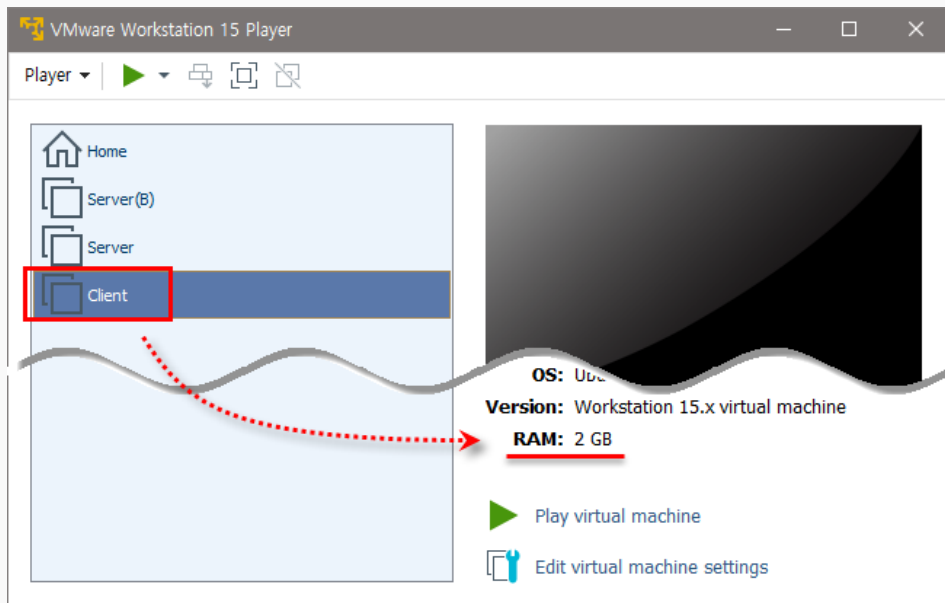 VMware Workstation 15 Player
Player
Home
Server(B)
Server
Client
OS:
Version: Workstation 15.x virtual machine
RAM: 2 GB
Play virtual machine
Edit virtual machine settings